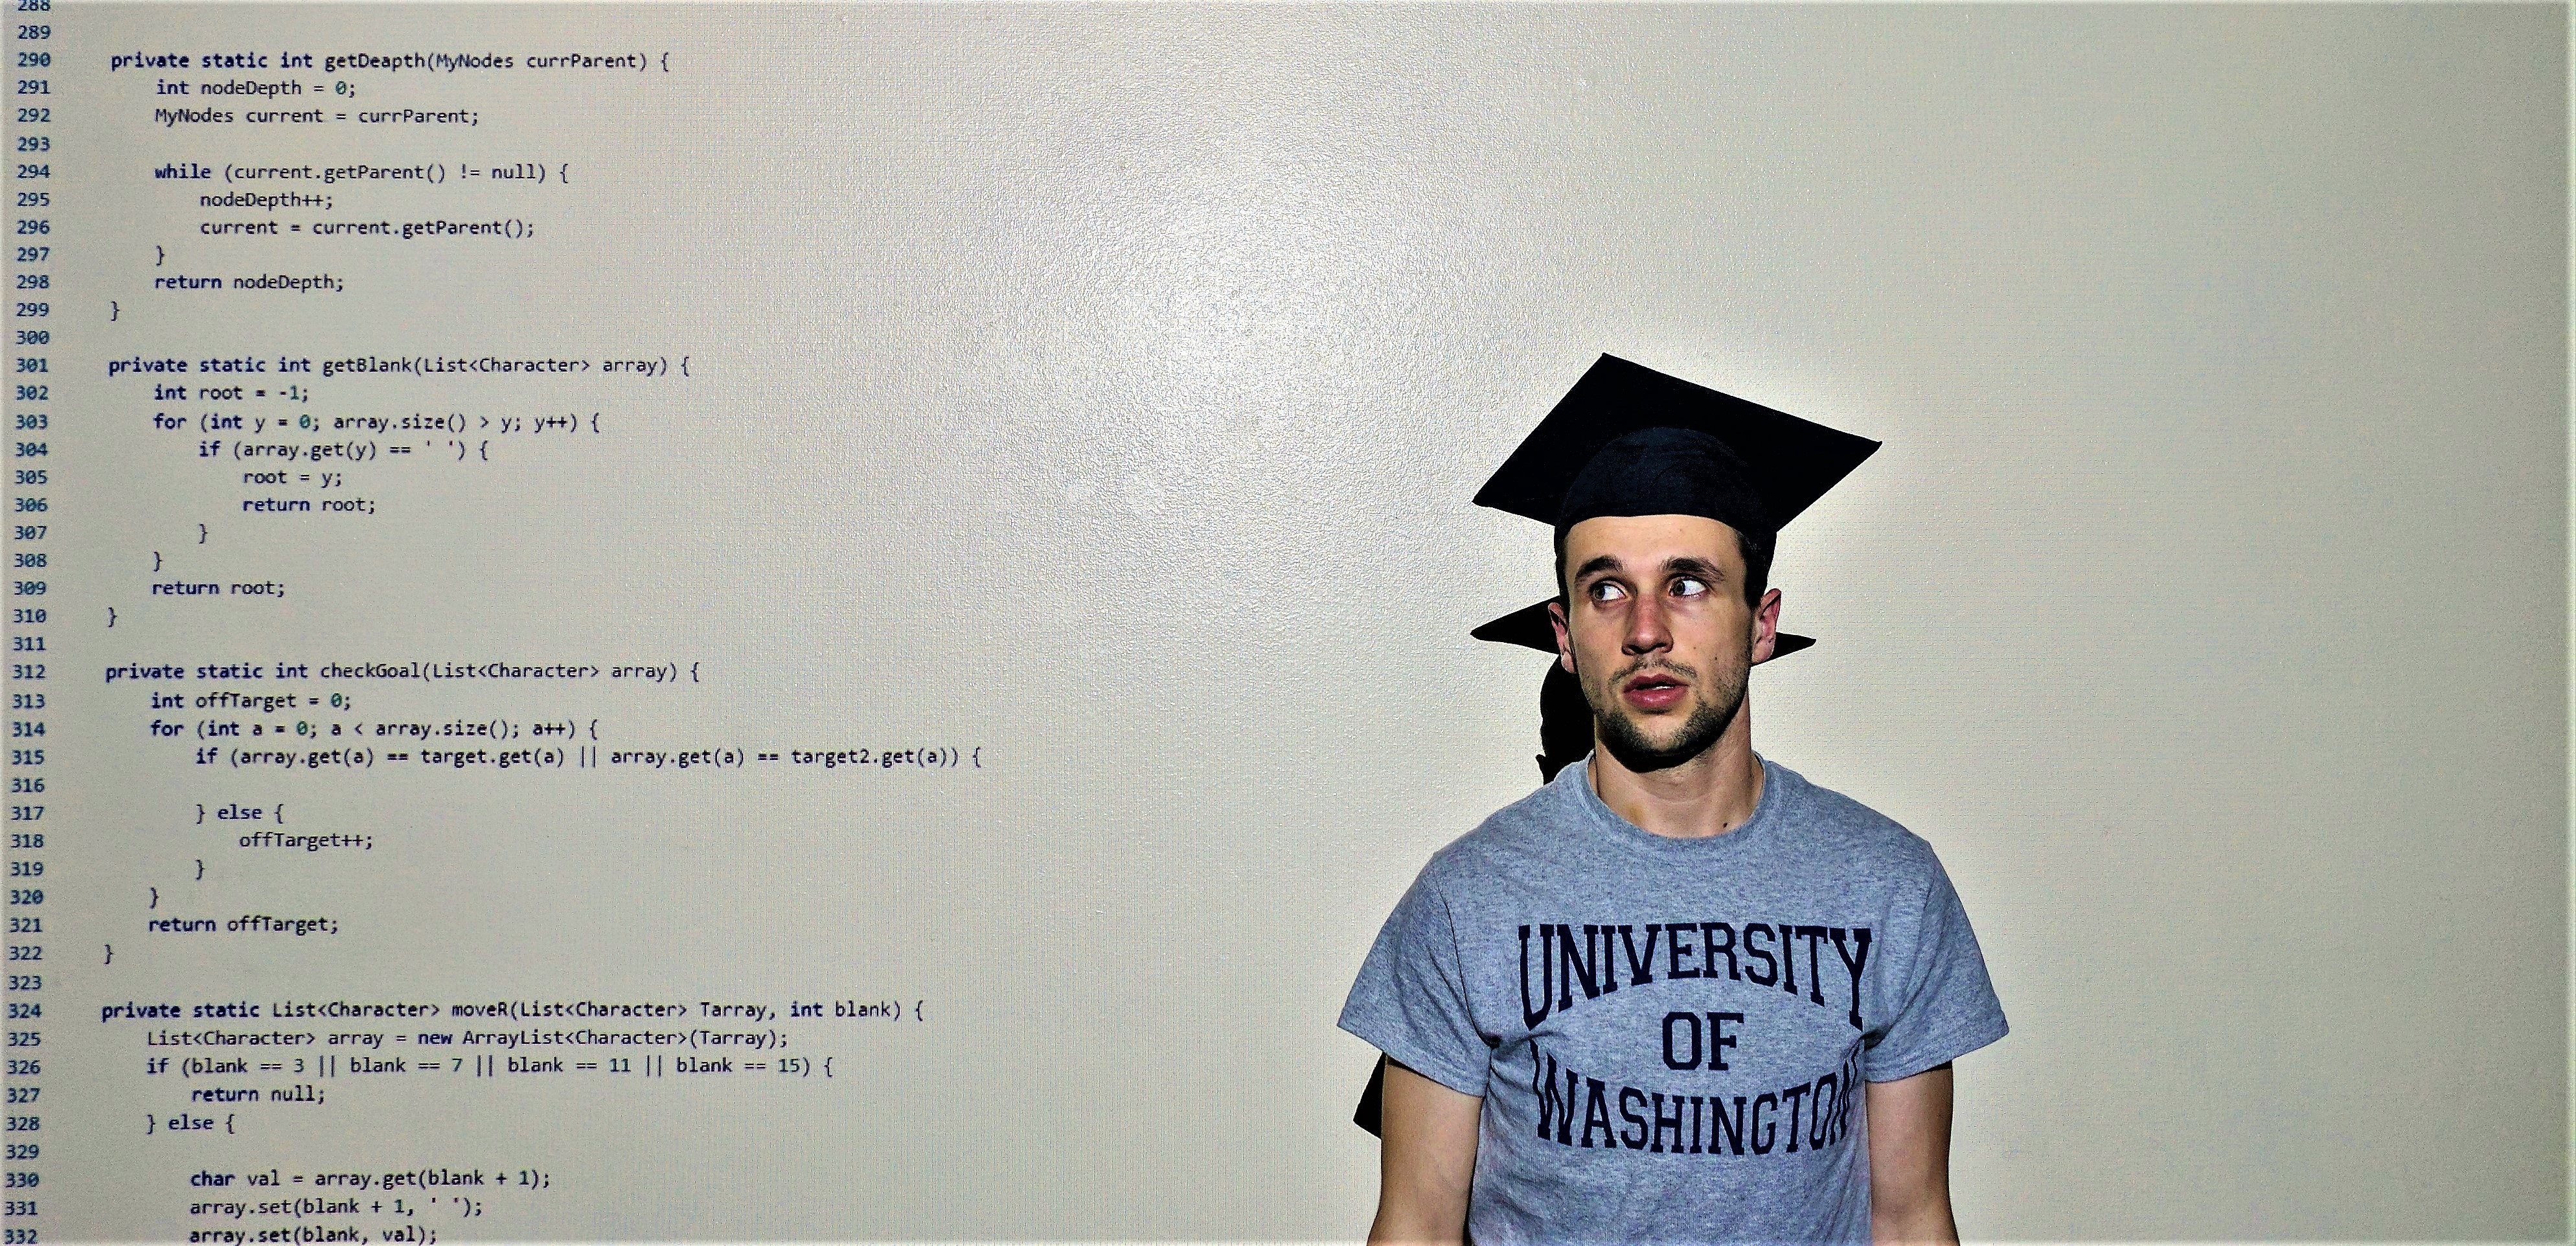 288
289
290 private static int getDeapth(MyNodes currParent) {
291 int nodeDepth = 0;
292 MyNodes current = currParent;
293
294 while (current.getParent() != null) {
295 nodeDepth++;
296 current = current.getParent();
297 }
298 return nodeDepth;
299 }
300
301 private static int getBlank(List<Character> array) {
302 int root = -1;
303 for (int y = 0; array.size() > y; y++) {
304 if (array.get(y) == ' ') {
305 root = y;
306 return root;
307 }
308 }
309 return root;
310 }
311
312 private static int checkGoal(List<Character> array) {
313 int offTarget = 0;
314 for (int a = 0; a < array.size(); a++) {
315 if (array.get(a) == target.get(a) || array.get(a) == target2.get(a)) {
316
317 } else {
318 offTarget++;
319 }
320 }
321 return offTarget;
322 }
323
324 private static List<Character> moveR(List<Character> Tarray, int blank) {
325 List<Character> array = new ArrayList<Character>(Tarray);
326 if (blank == 3 || blank == 7 || blank == 11 || blank == 15) {
327 return null;
328 } else {
329
330 char val = array.get(blank + 1);
331 array.set(blank + 1, ' ');
332 array.set(blank, val);
UNIVERSITY
OF
WASHINGTON